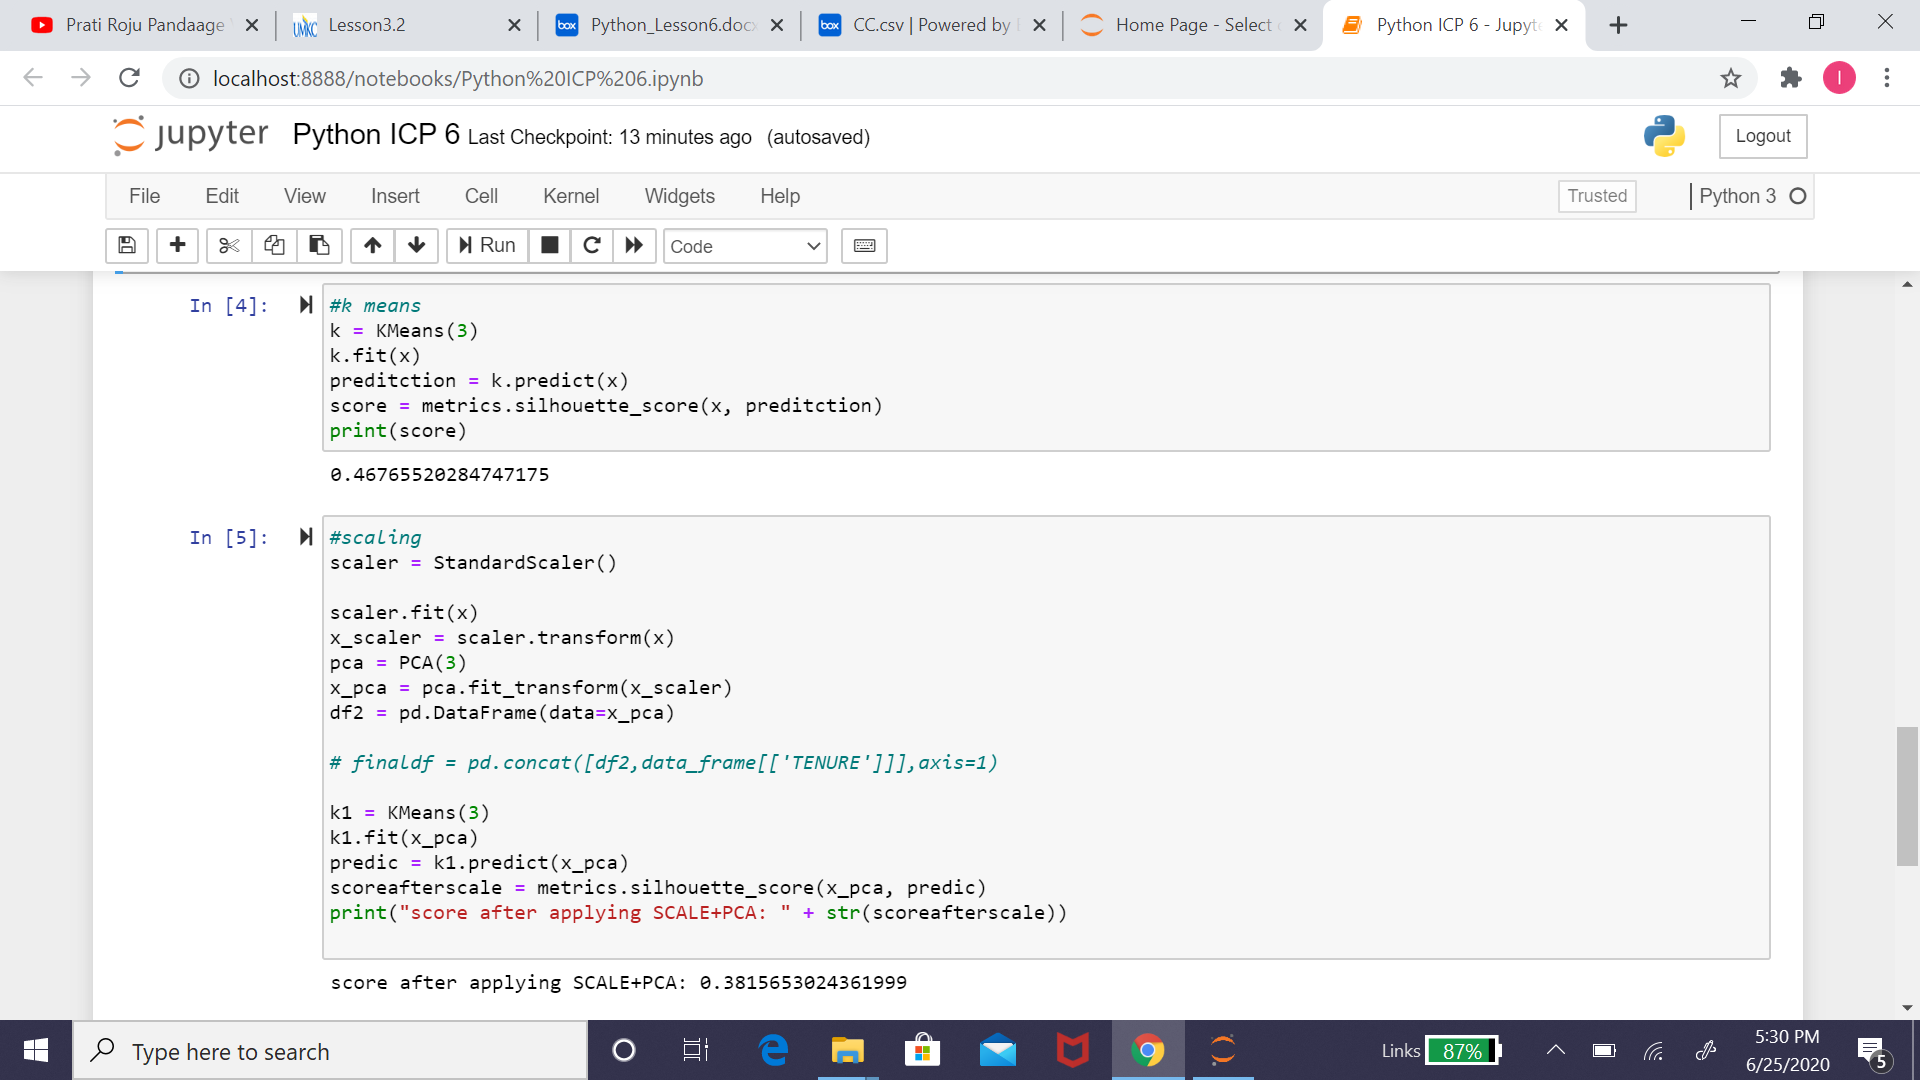 Prati Roju Pandaage
Lesson3.2
Python_Lesson6.docx
CC.csv | Powered by
Home Page - Select
Python ICP 6 - Jupyt
localhost:8888/notebooks/Python%20ICP%206.ipynb
I
jupyter Python ICP 6 Last Checkpoint: 13 minutes ago (autosaved)
Logout
File Edit View Insert Cell Kernel Widgets Help
Trusted
Python 3
Run
Code
In [4]:
#k means
k = KMeans(3)
k.fit(x)
preditction = k.predict(x)
score = metrics.silhouette_score(x, preditction)
print(score)
0.46765520284747175
In [5]:
#scaling
scaler = StandardScaler()
scaler.fit(x)
x_scaler = scaler.transform(x)
pca = PCA(3)
x_pca = pca.fit_transform(x_scaler)
df2 = pd.DataFrame(data=x_pca)
# finaldf = pd.concat([df2,data_frame[['TENURE']]],axis=1)
k1 = KMeans(3)
k1.fit(x_pca)
predic = k1.predict(x_pca)
scoreafterscale = metrics.silhouette_score(x_pca, predic)
print("score after applying SCALE+PCA: " + str(scoreafterscale))
score after applying SCALE+PCA: 0.3815653024361999
Type here to search
Links
87%
5:30 PM
6/25/2020
5